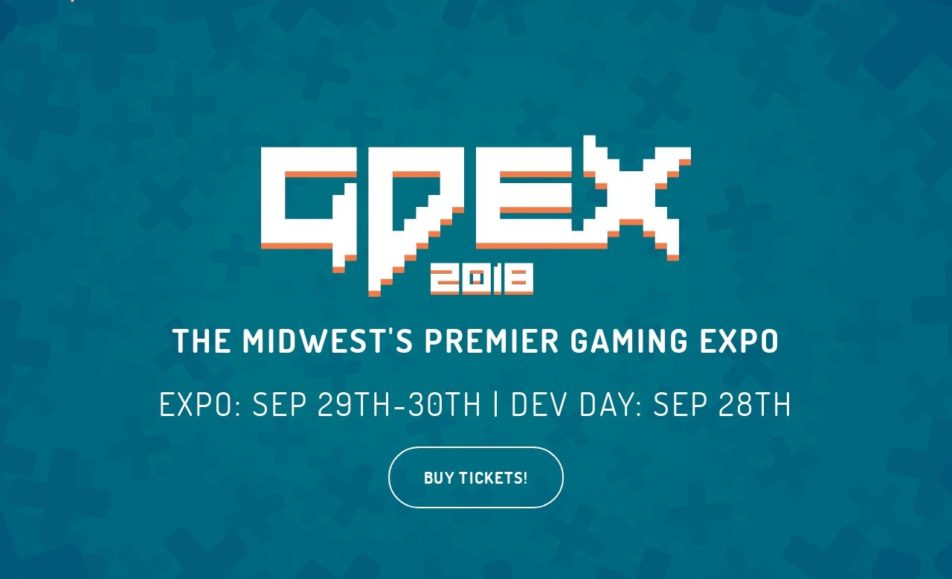 GDEX
2018
THE MIDWEST'S PREMIER GAMING EXPO
EXPO: SEP 29TH-30TH | DEV DAY: SEP 28TH
BUY TICKETS!